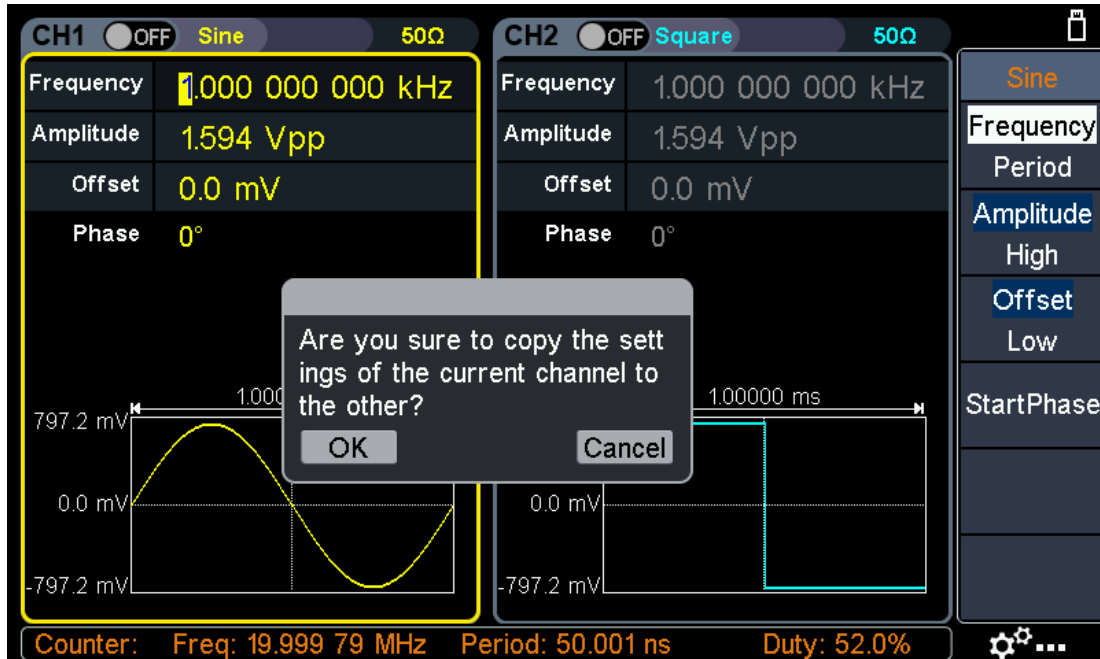 CH1 OFF Sine 50Ω
Frequency 1.000 000 000 kHz
Amplitude 1.594 Vpp
Offset 0.0 mV
Phase 0°
CH2 OFF Square 50Ω
Frequency 1.000 000 000 kHz
Amplitude 1.594 Vpp
Offset 0.0 mV
Phase 0°
Are you sure to copy the sett
ings of the current channel to
the other?
OK Cancel
1.000
797.2 mV
0.0 mV
-797.2 mV
1.00000 ms
0.0 mV
-797.2 mV
Sine
Frequency
Period
Amplitude
High
Offset
Low
StartPhase
Counter: Freq: 19.999 79 MHz Period: 50.001 ns Duty: 52.0%